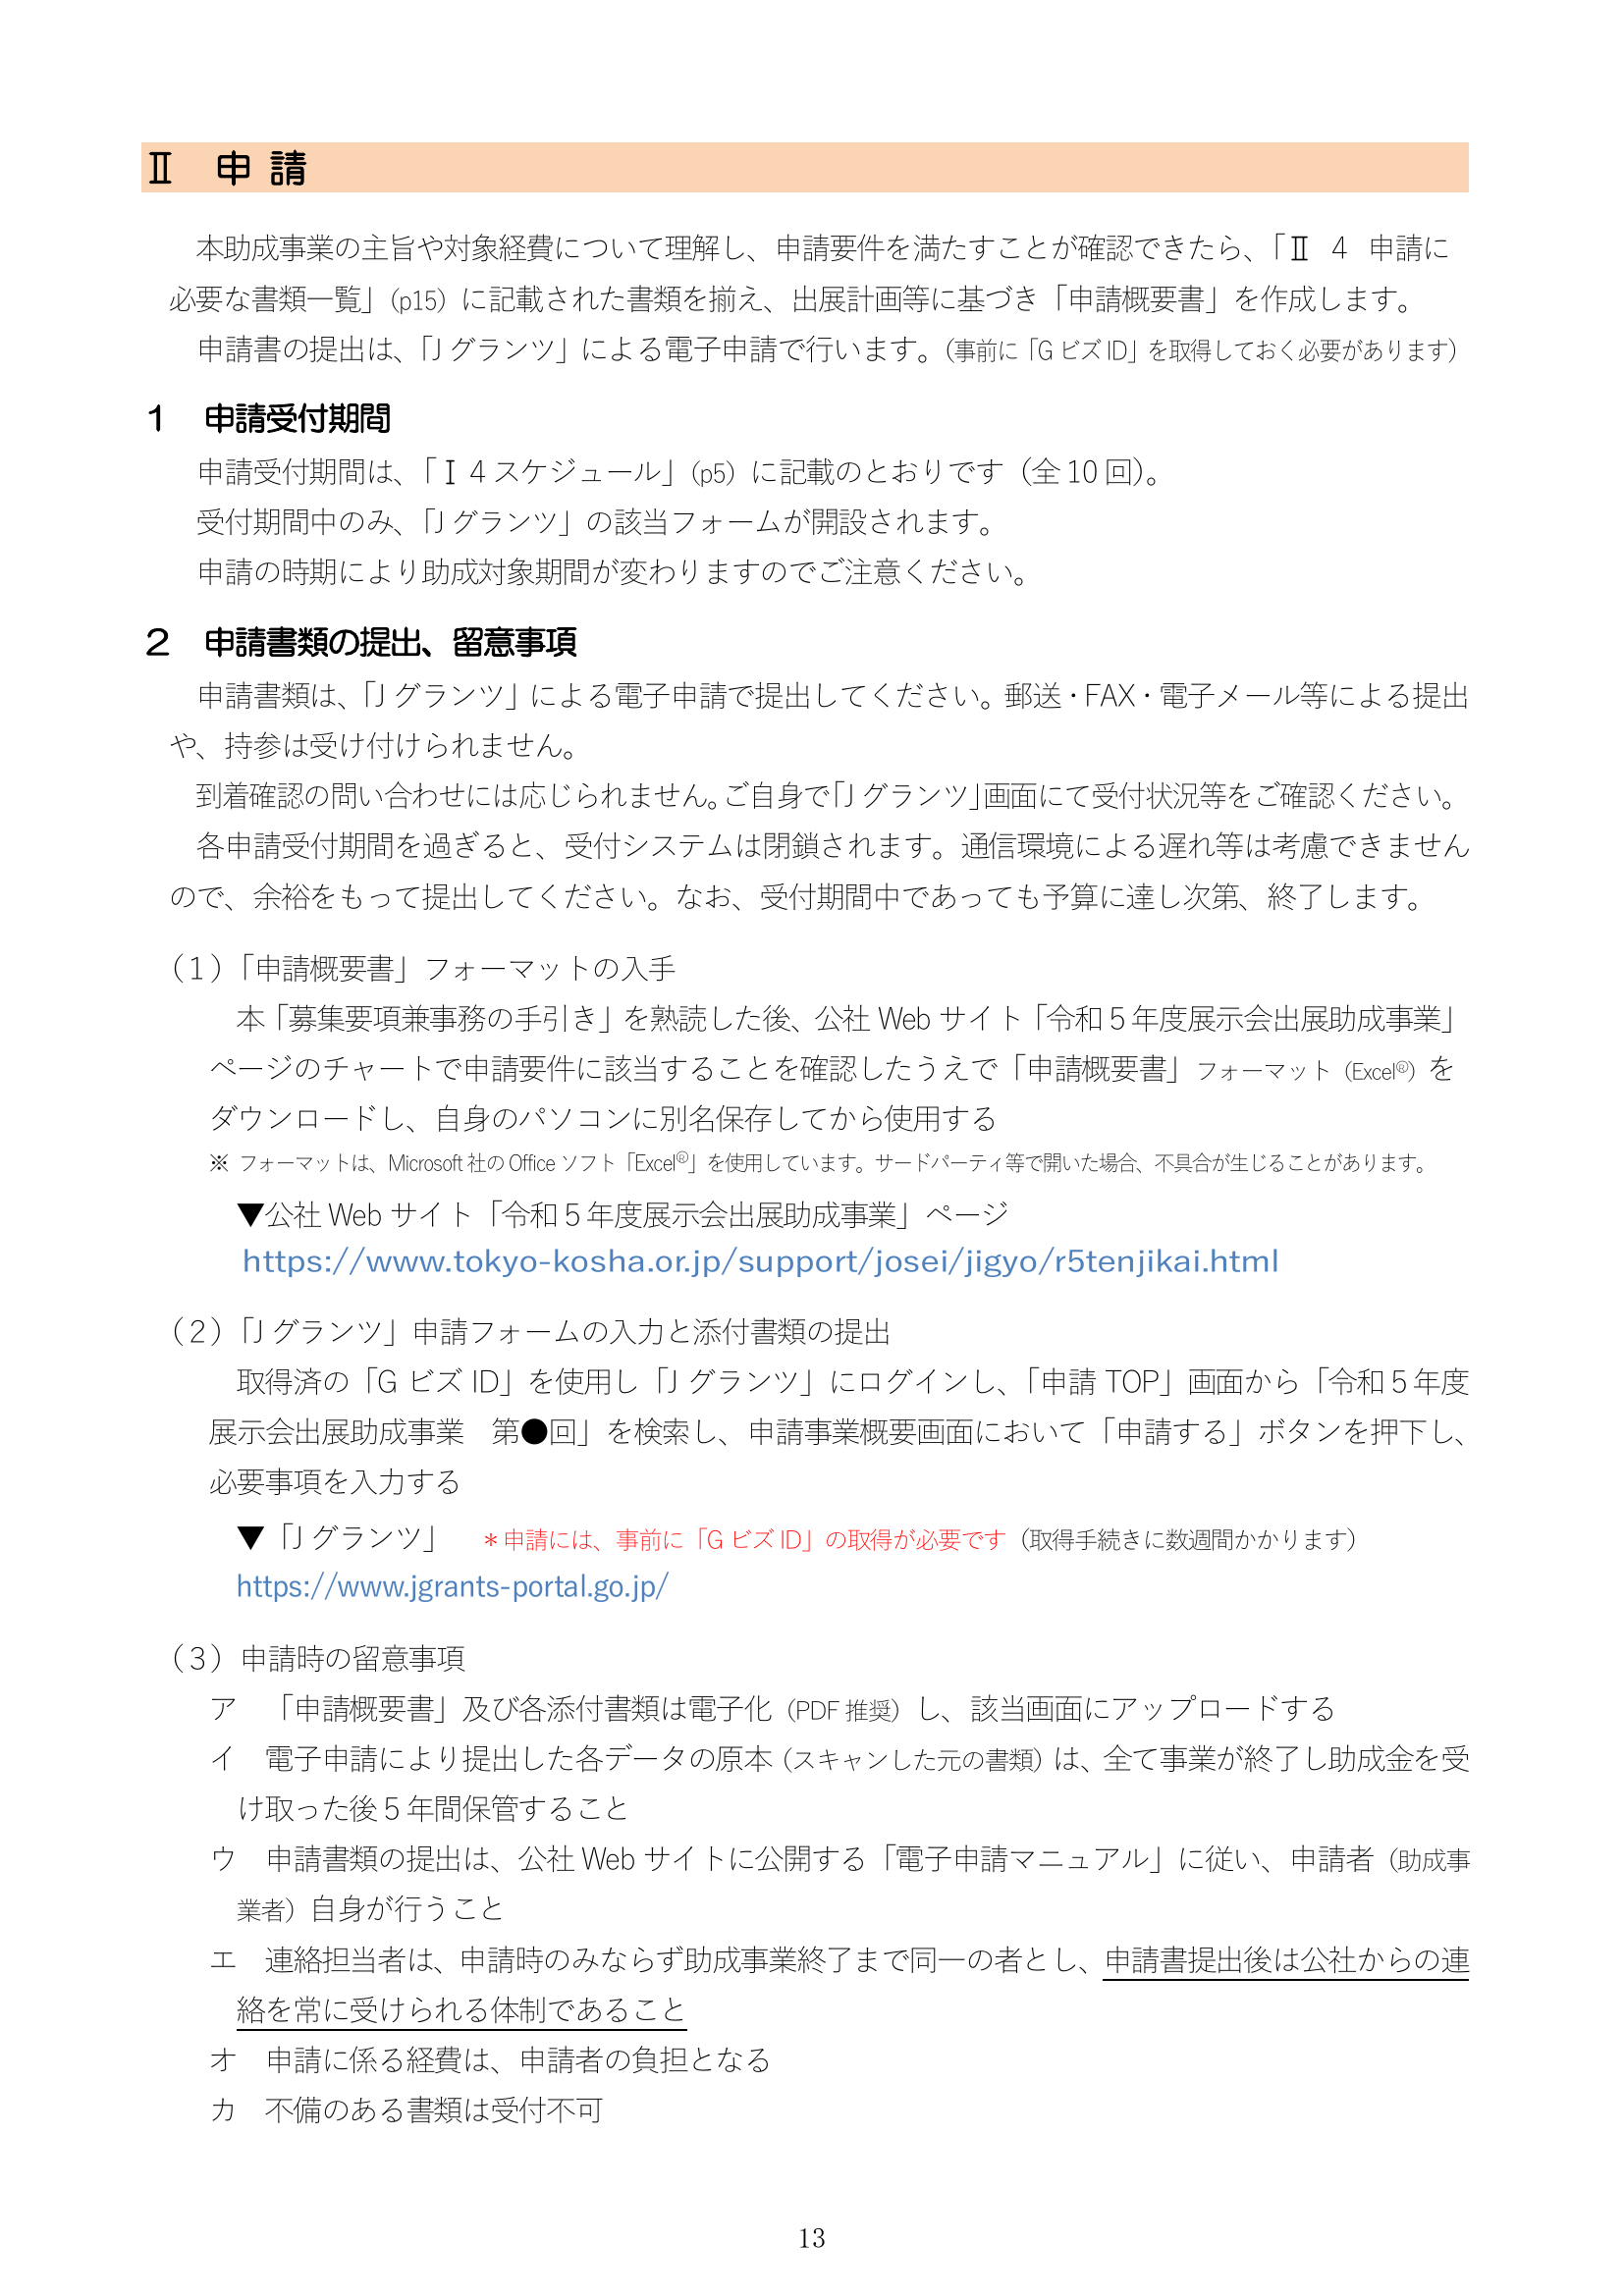 Ⅱ 申 請
本助成事業の主旨や対象経費について理解し、申請要件を満たすことが確認できたら、「Ⅱ 4 申請に
必要な書類一覧」(p15) に記載された書類を揃え、出展計画等に基づき「申請概要書」を作成します。
申請書の提出は、「J グランツ」による電子申請で行います。(事前に「G ビズ ID」を取得しておく必要があります)
1 申請受付期間
申請受付期間は、「Ⅰ 4 スケジュール」(p5) に記載のとおりです（全 10 回）。
受付期間中のみ、「J グランツ」の該当フォームが開設されます。
申請の時期により助成対象期間が変わりますのでご注意ください。
2 申請書類の提出、留意事項
申請書類は、「J グランツ」による電子申請で提出してください。郵送・FAX・電子メール等による提出
や、持参は受け付けられません。
到着確認の問い合わせには応じられません。ご自身で「J グランツ」画面にて受付状況等をご確認ください。
各申請受付期間を過ぎると、受付システムは閉鎖されます。通信環境による遅れ等は考慮できません
ので、余裕をもって提出してください。なお、受付期間中であっても予算に達し次第、終了します。
（1）「申請概要書」フォーマットの入手
本「募集要項兼事務の手引き」を熟読した後、公社 Web サイト「令和 5 年度展示会出展助成事業」
ページのチャートで申請要件に該当することを確認したうえで「申請概要書」フォーマット（Excel®）を
ダウンロードし、自身のパソコンに別名保存してから使用する
※ フォーマットは、Microsoft 社の Office ソフト「Excel®」を使用しています。サードパーティ等で開いた場合、不具合が生じることがあります。
▼公社 Web サイト「令和 5 年度展示会出展助成事業」ページ
https://www.tokyo-kosha.or.jp/support/josei/jigyo/r5tenjikai.html
（2）「J グランツ」申請フォームの入力と添付書類の提出
取得済の「G ビズ ID」を使用し「J グランツ」にログインし、「申請 TOP」画面から「令和 5 年度
展示会出展助成事業 第●回」を検索し、申請事業概要画面において「申請する」ボタンを押下し、
必要事項を入力する
▼「J グランツ」 ＊申請には、事前に「G ビズ ID」の取得が必要です（取得手続きに数週間かかります）
https://www.jgrants-portal.go.jp/
（3）申請時の留意事項
ア 「申請概要書」及び各添付書類は電子化（PDF 推奨）し、該当画面にアップロードする
イ 電子申請により提出した各データの原本（スキャンした元の書類）は、全て事業が終了し助成金を受
け取った後 5 年間保管すること
ウ 申請書類の提出は、公社 Web サイトに公開する「電子申請マニュアル」に従い、申請者（助成事
業者）自身が行うこと
エ 連絡担当者は、申請時のみならず助成事業終了まで同一の者とし、申請書提出後は公社からの連
絡を常に受けられる体制であること
オ 申請に係る経費は、申請者の負担となる
カ 不備のある書類は受付不可
13